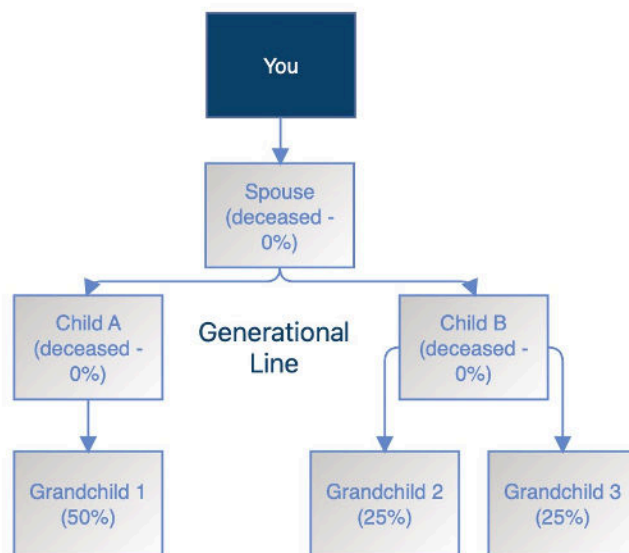 You
Spouse
(deceased -
0%)
Child A
(deceased -
0%)
Generational
Line
Child B
(deceased -
0%)
Grandchild 1
(50%)
Grandchild 2
(25%)
Grandchild 3
(25%)